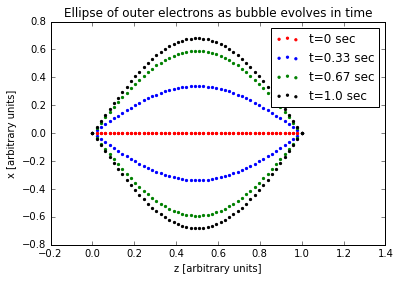 Ellipse of outer electrons as bubble evolves in time
0.8
0.6
0.4
0.2
0.0
−0.2
−0.4
−0.6
−0.8
x [arbitrary units]
t=0 sec
t=0.33 sec
t=0.67 sec
t=1.0 sec
−0.2 0.0 0.2 0.4 0.6 0.8 1.0 1.2 1.4
z [arbitrary units]